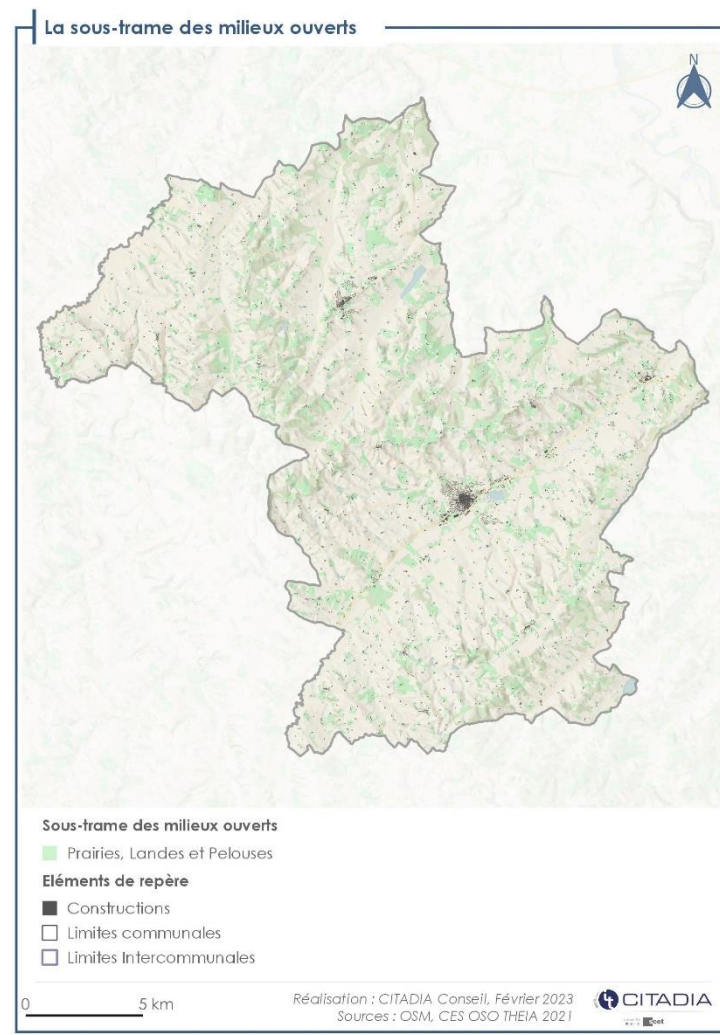 La sous-trame des milieux ouverts
N
Sous-trame des milieux ouverts
Prairies, Landes et Pelouses
Eléments de repère
Constructions
Limites communales
Limites Intercommunales
0 5 km
Réalisation : CITADIA Conseil, Février 2023
Sources : OSM, CES OSO THEIA 2021
CITADIA